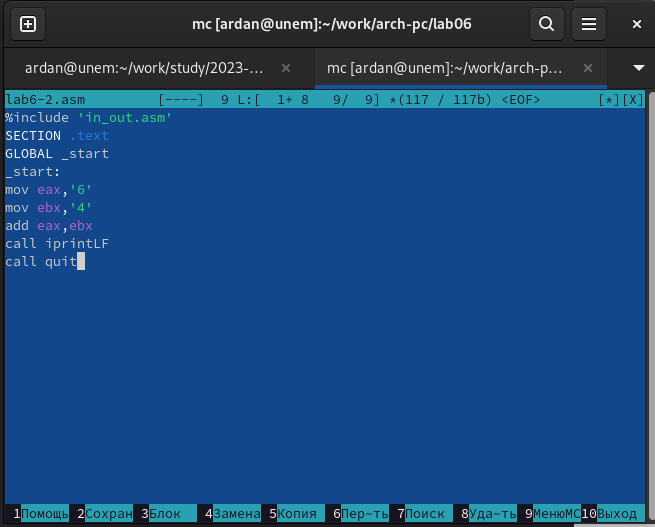 mc [ardan@unem]:~/work/arch-pc/lab06
ardan@unem:~/work/study/2023-... mc [ardan@unem]:~/work/arch-p...
lab6-2.asm [----] 9 L:[ 1+ 8 9/ 9] *(117 / 117b) <EOF> [*][X]
%include 'in_out.asm'
SECTION .text
GLOBAL _start
_start:
mov eax,'6'
mov ebx,'4'
add eax,ebx
call iprintLF
call quit
1Помощь 2Сохран 3Блок 4Замена 5Копия 6Пер~ть 7Поиск 8Уда~ть 9МенюMC 10Выход